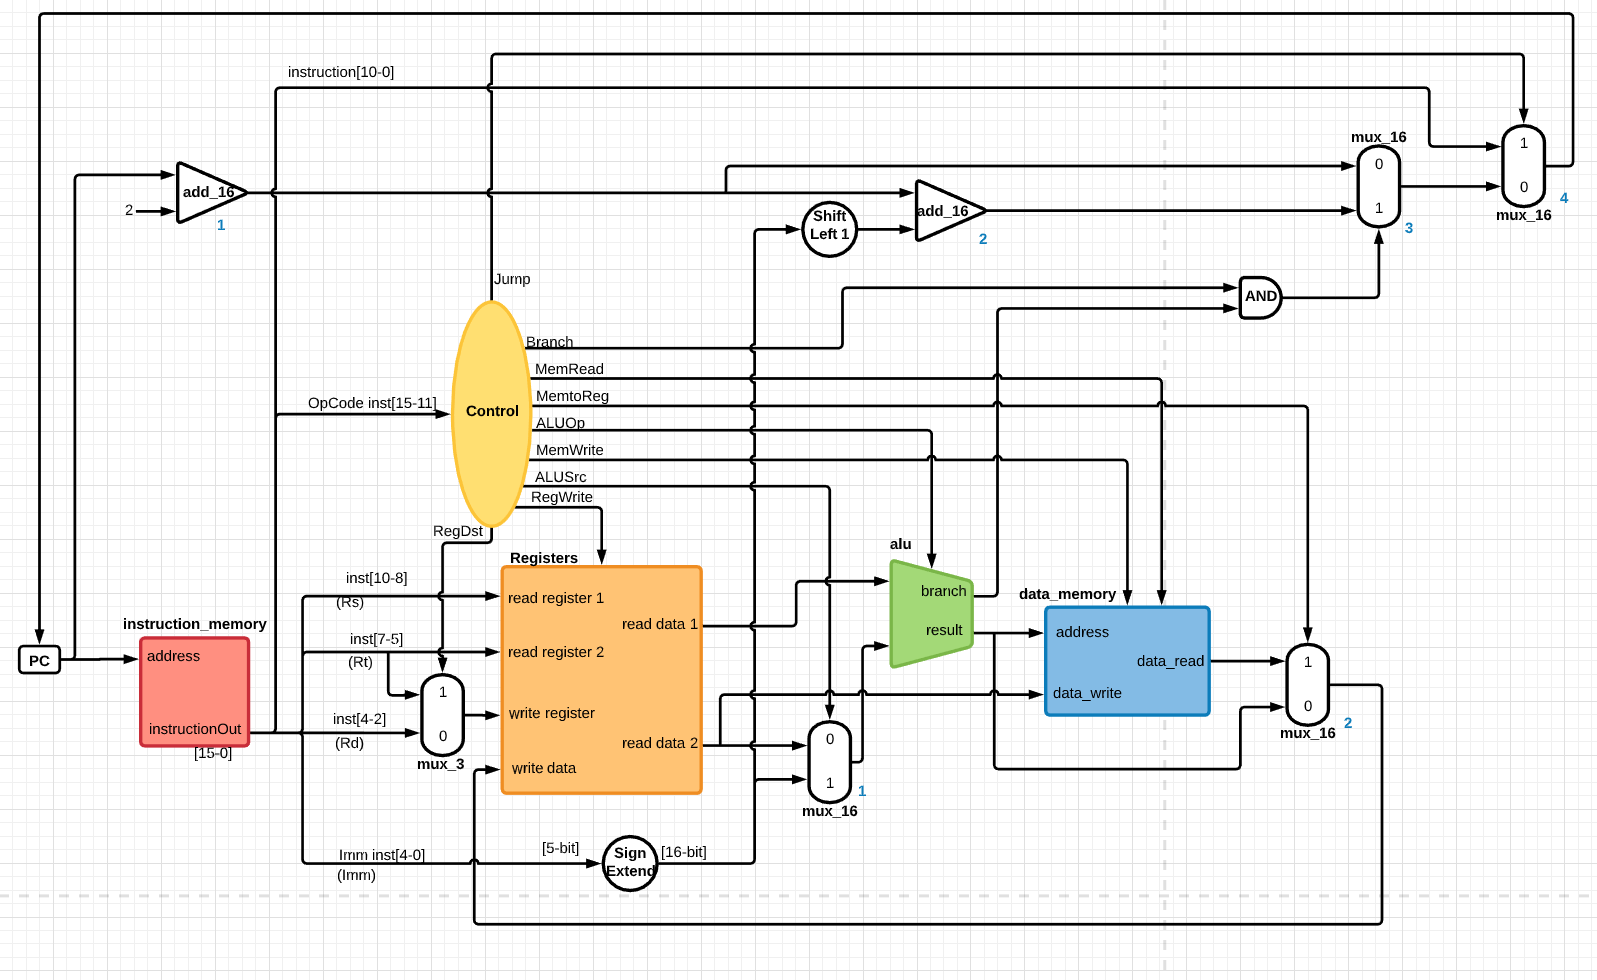 instruction[10-0]
mux_16
0
1
1
0
mux_16
4
3
add_16
2
1
Shift
Left 1
add_16
2
Jump
AND
Branch
MemRead
MemtoReg
OpCode inst[15-11]
Control
ALUOp
MemWrite
ALUSrc
RegWrite
RegDst
alu
Registers
inst[10-8]
(Rs)
read register 1
read data 1
branch
result
data_memory
address
data_read
data_write
instruction_memory
address
PC
instructionOut
[15-0]
inst[7-5]
(Rt)
read register 2
1
0
mux_3
inst[4-2]
(Rd)
write register
read data 2
write data
0
1
mux_16
1
1
0
mux_16
2
Imm inst[4-0]
(Imm)
[5-bit]
Sign
Extend
[16-bit]